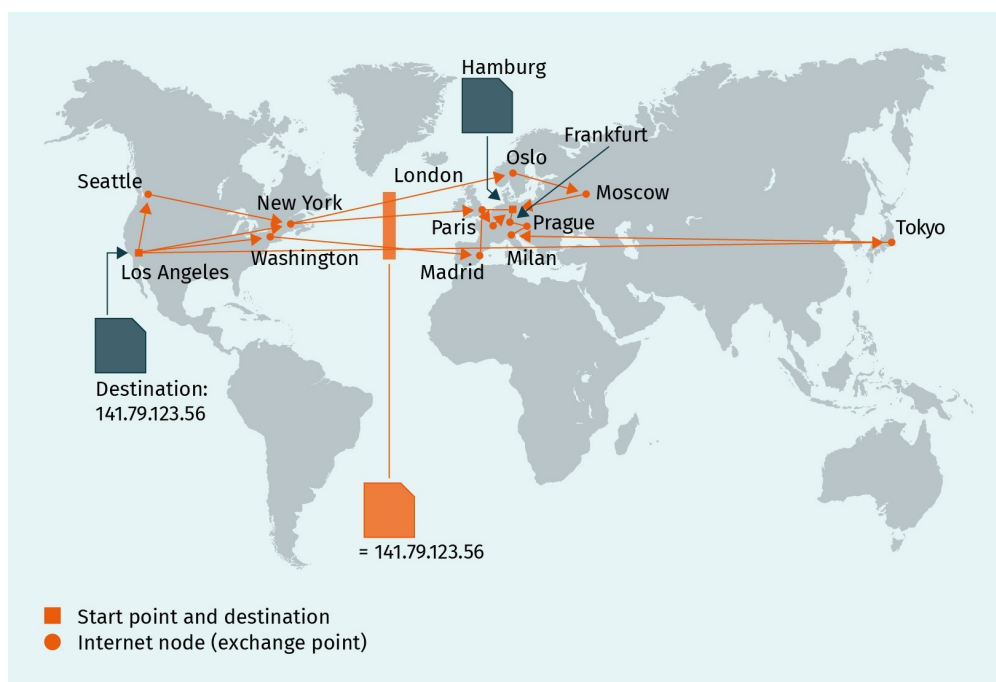 Hamburg
Frankfurt
Oslo
London
Seattle
Moscow
New York
Paris
Prague
Tokyo
Washington
Milan
Los Angeles
Madrid
Destination:
141.79.123.56
= 141.79.123.56
Start point and destination
Internet node (exchange point)